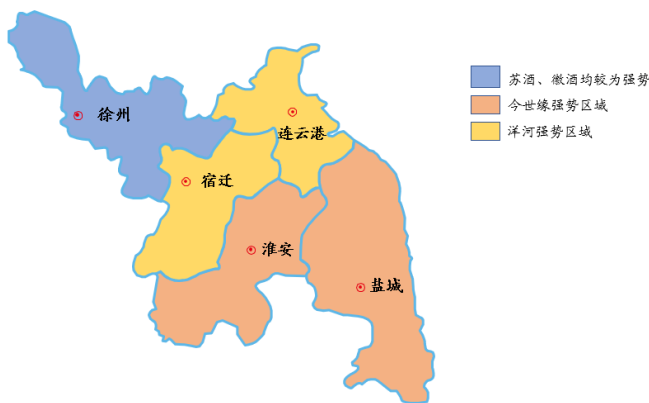 苏酒、徽酒均较为强势
徐州
今世缘强势区域
连云港
洋河强势区域
宿迁
淮安
盐城